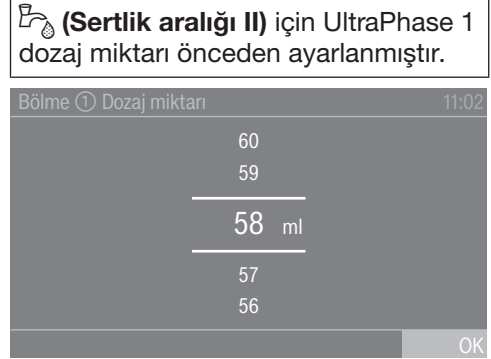 (Sertlik aralığı II) için UltraPhase 1
dozaj miktarı önceden ayarlanmıştır.
Bölme ① Dozaj miktarı 11:02
60
59
58 ml
57
56
OK